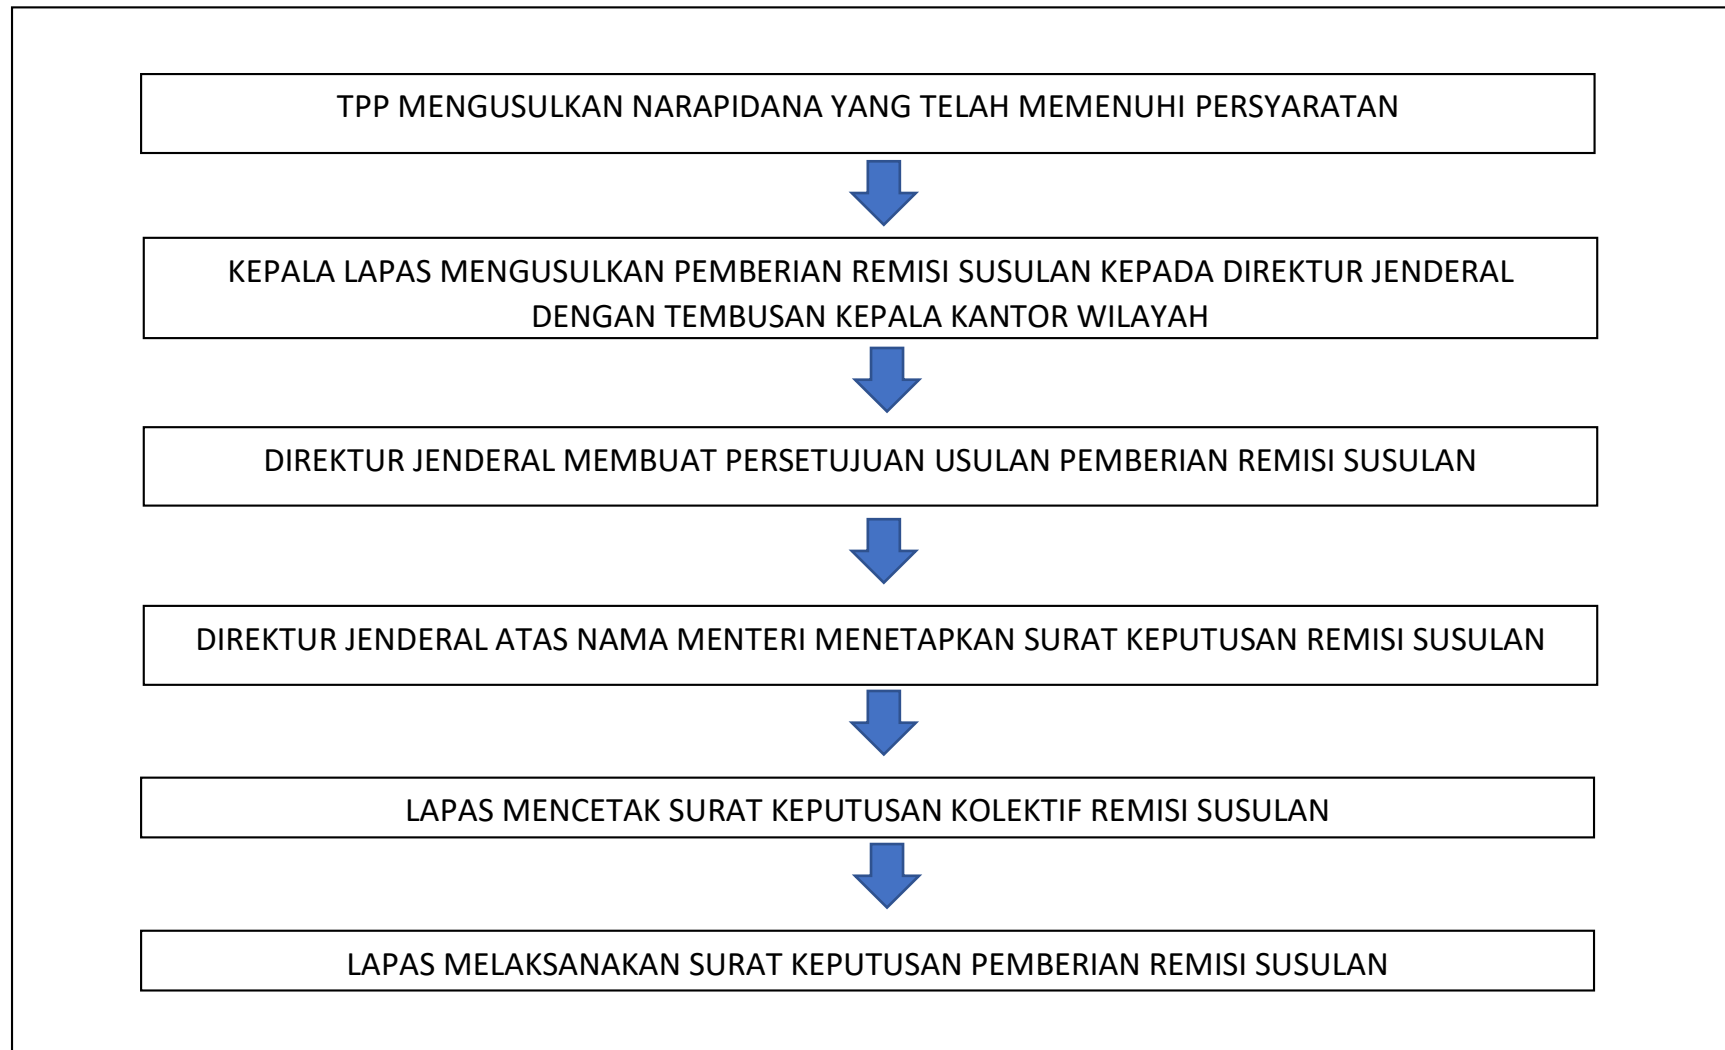 TPP MENGUSULKAN NARAPIDANA YANG TELAH MEMENUHI PERSYARATAN
KEPALA LAPAS MENGUSULKAN PEMBERIAN REMISI SUSULAN KEPADA DIREKTUR JENDERAL
DENGAN TEMBUSAN KEPALA KANTOR WILAYAH
DIREKTUR JENDERAL MEMBUAT PERSETUJUAN USULAN PEMBERIAN REMISI SUSULAN
DIREKTUR JENDERAL ATAS NAMA MENTERI MENETAPKAN SURAT KEPUTUSAN REMISI SUSULAN
LAPAS MENCETAK SURAT KEPUTUSAN KOLEKTIF REMISI SUSULAN
LAPAS MELAKSANAKAN SURAT KEPUTUSAN PEMBERIAN REMISI SUSULAN